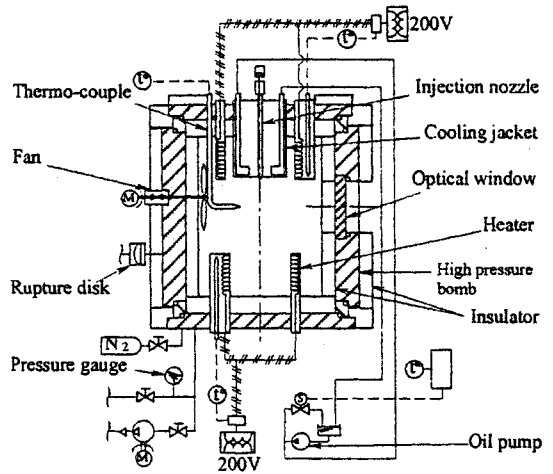 200V
t°
t°
Thermo-couple
Injection nozzle
Cooling jacket
Fan
Optical window
M
Heater
Rupture disk
High pressure
bomb
Insulator
N2
Pressure gauge
t°
t°
S
M
Oil pump
200V